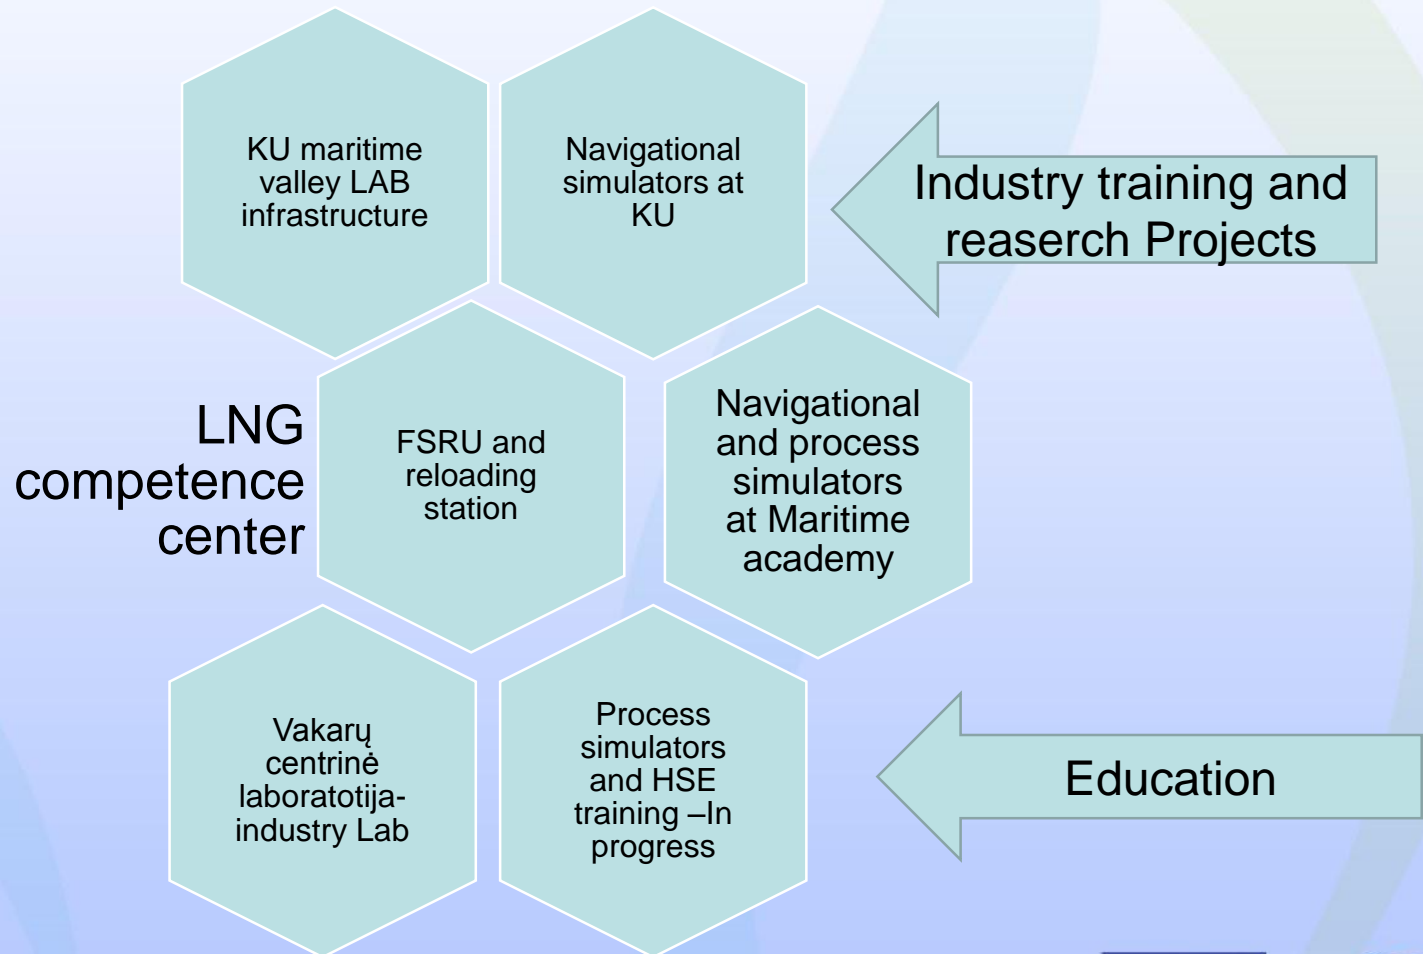 KU maritime
valley LAB
infrastructure
Navigational
simulators at
KU
Industry training and
reaserch Projects
LNG
competence
center
FSRU and
reloading
station
Navigational
and process
simulators
at Maritime
academy
Vakarų
centrinė
laboratotija-
industry Lab
Process
simulators
and HSE
training –In
progress
Education